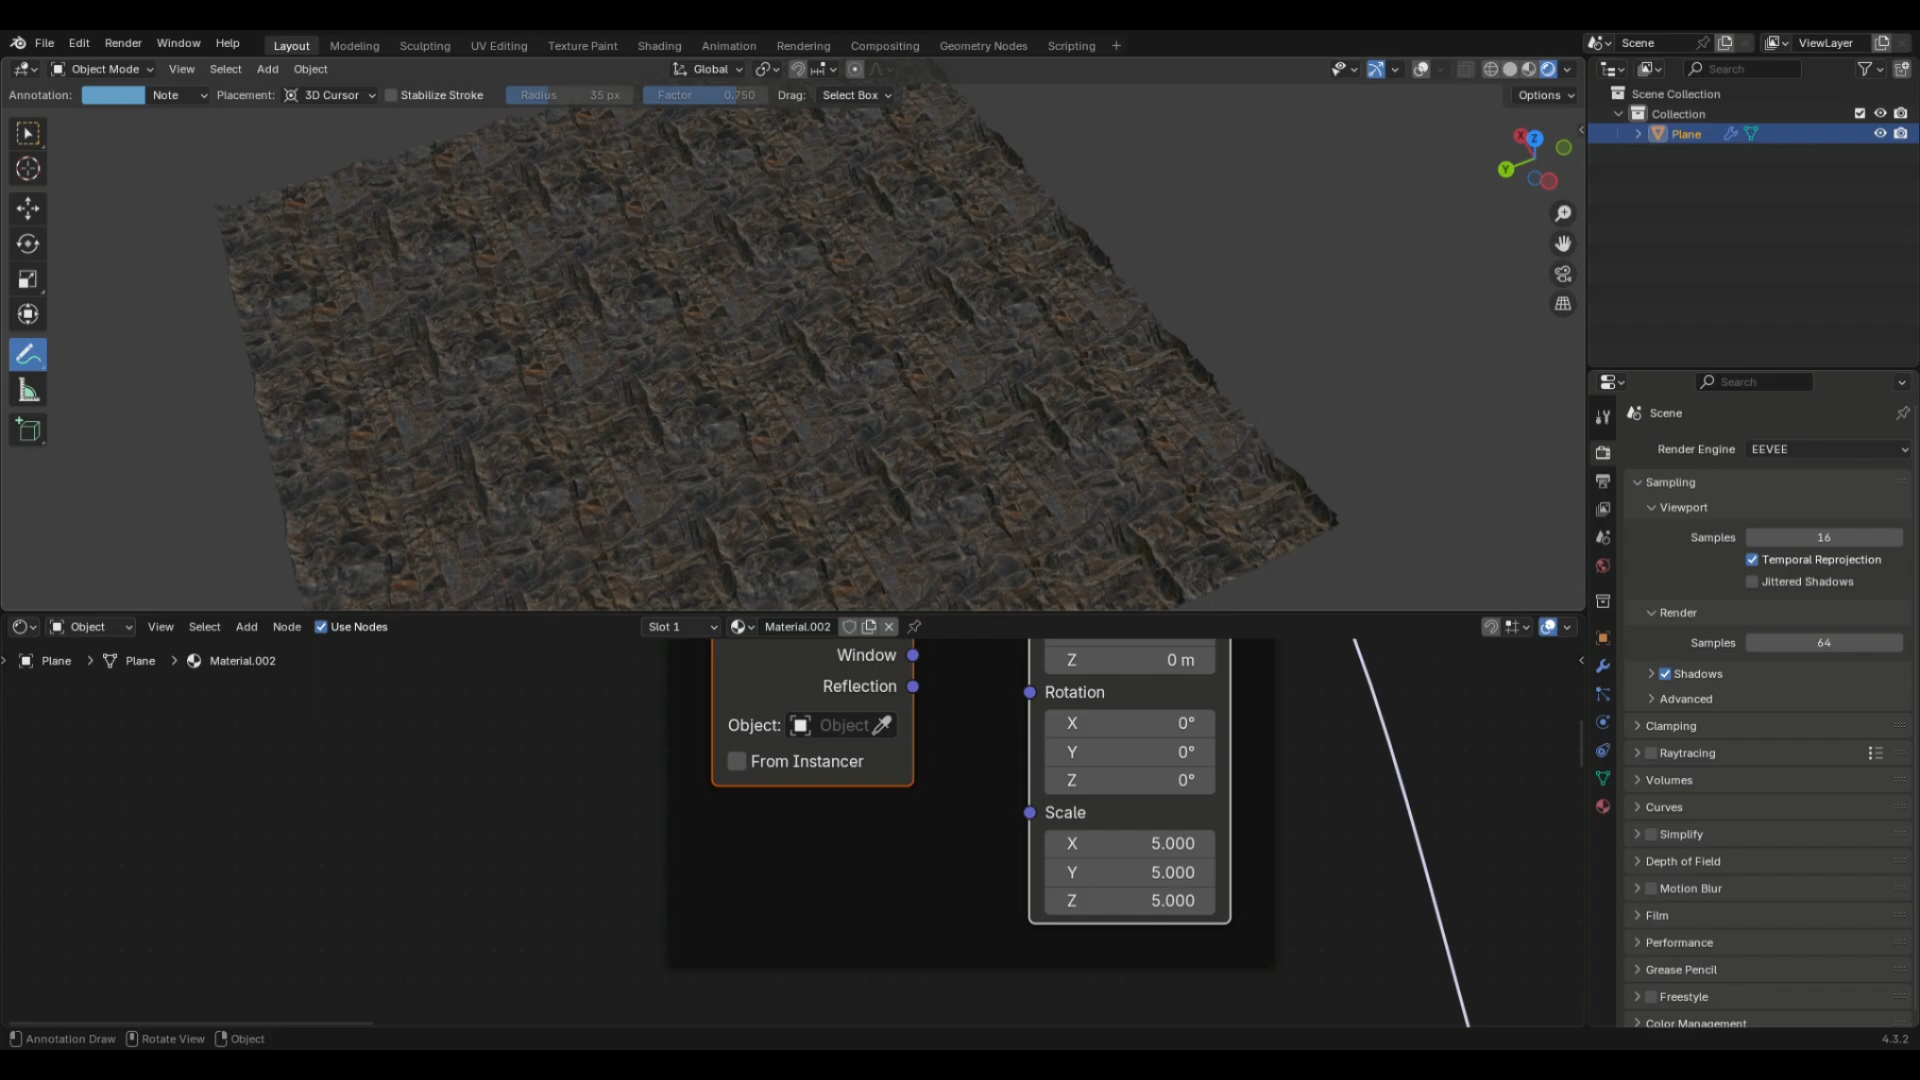 File Edit Render Window Help Layout Modeling Sculpting UV Editing Texture Paint Shading Animation Rendering Compositing Geometry Nodes Scripting + Scene ViewLayer
Object Mode View Select Add Object Global Search
Annotation: Note Placement: 3D Cursor Stabilize Stroke Radius 35 px Factor 0.750 Drag: Select Box Options
Scene Collection
Collection
Plane
X Z
Y
Search
Scene
Render Engine EEVEE
Sampling
Viewport
Samples 16
Temporal Reprojection
Jittered Shadows
Render
Samples 64
Shadows
Advanced
Clamping
Raytracing
Volumes
Curves
Simplify
Depth of Field
Motion Blur
Film
Performance
Grease Pencil
Freestyle
Color Management
Object View Select Add Node Use Nodes Slot 1 Material.002
Plane Plane Material.002
Window
Reflection
Object: Object
From Instancer
Z 0 m
Rotation
X 0°
Y 0°
Z 0°
Scale
X 5.000
Y 5.000
Z 5.000
Annotation Draw Rotate View Object 4.3.2